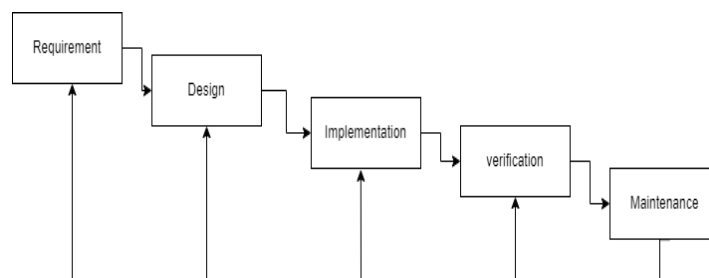 Requirement
Design
Implementation
verification
Maintenance